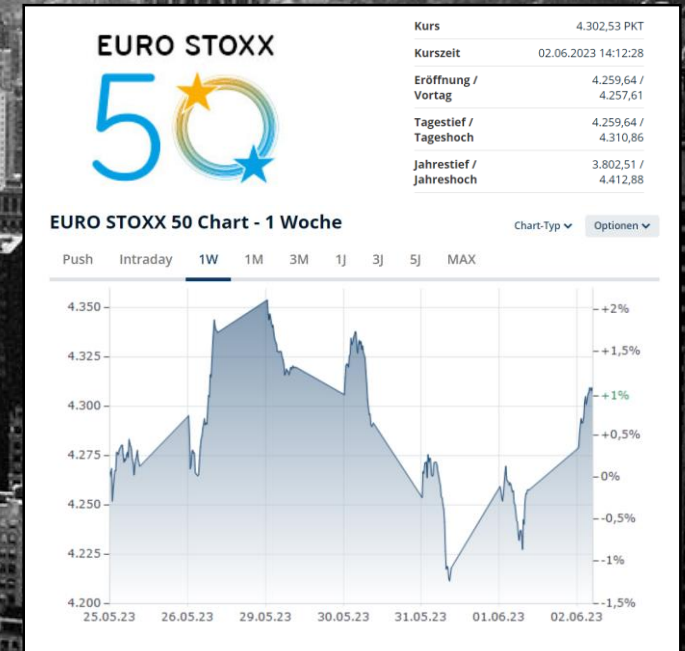 EURO STOXX
50
Kurs 4.302,53 PKT
Kurszeit 02.06.2023 14:12:28
Eröffnung / 4.259,64 /
Vortag 4.257,61
Tagestief / 4.259,64 /
Tageshoch 4.310,86
Jahrestief / 3.802,51 /
Jahreshoch 4.412,88
EURO STOXX 50 Chart - 1 Woche
Chart-Typ Optionen
Push Intraday 1W 1M 3M 1J 3J 5J MAX
4.350 +2%
4.325 +1,5%
4.300 +1%
4.275 +0,5%
4.250 0%
4.225 -0,5%
4.200 -1%
-1,5%
25.05.23 26.05.23 29.05.23 30.05.23 31.05.23 01.06.23 02.06.23